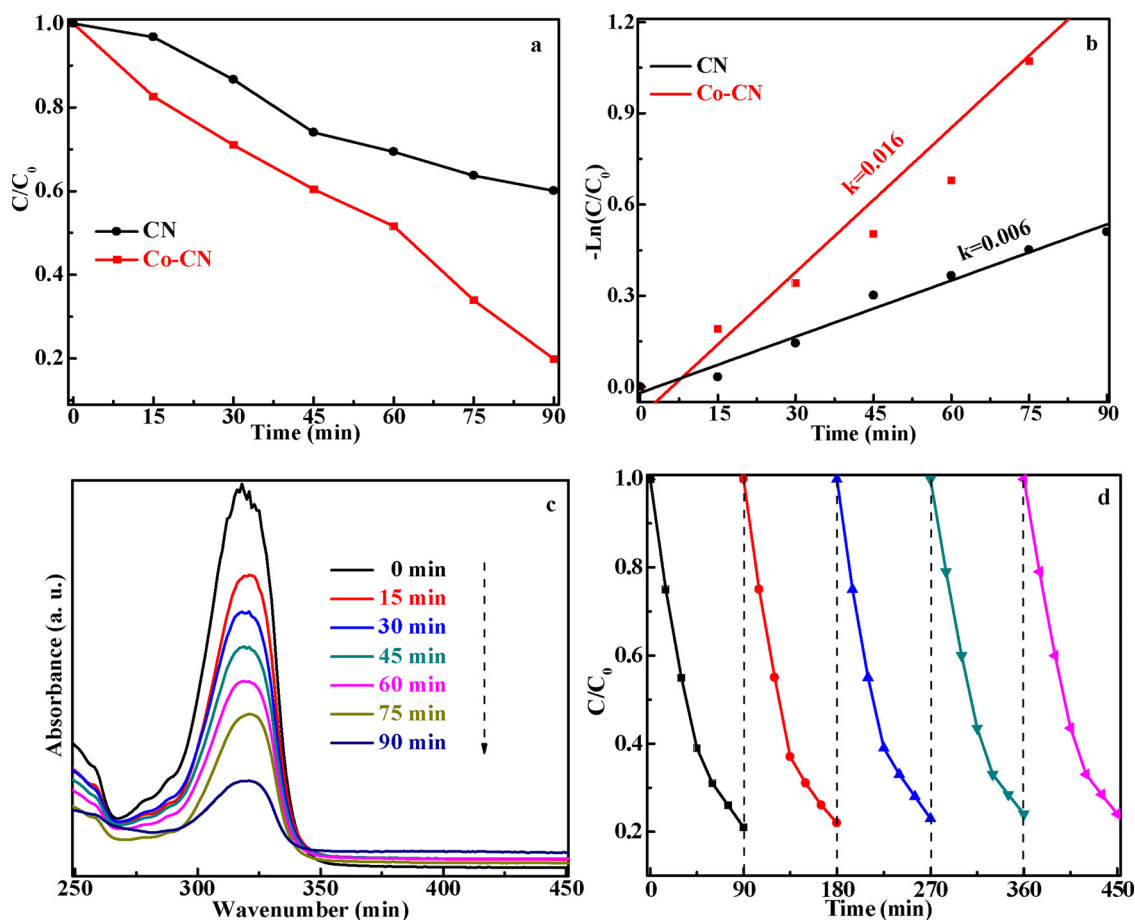 a
1.0
0.8
0.6
0.4
0.2
C/C0
CN
Co-CN
0 15 30 45 60 75 90
Time (min)
b
1.2
0.9
0.6
0.3
0.0
-Ln(C/C0)
CN
Co-CN
k=0.016
k=0.006
0 15 30 45 60 75 90
Time (min)
c
Absorbance (a. u.)
0 min
15 min
30 min
45 min
60 min
75 min
90 min
250 300 350 400 450
Wavenumber (min)
d
1.0
0.8
0.6
0.4
0.2
C/C0
0 90 180 270 360 450
Time (min)